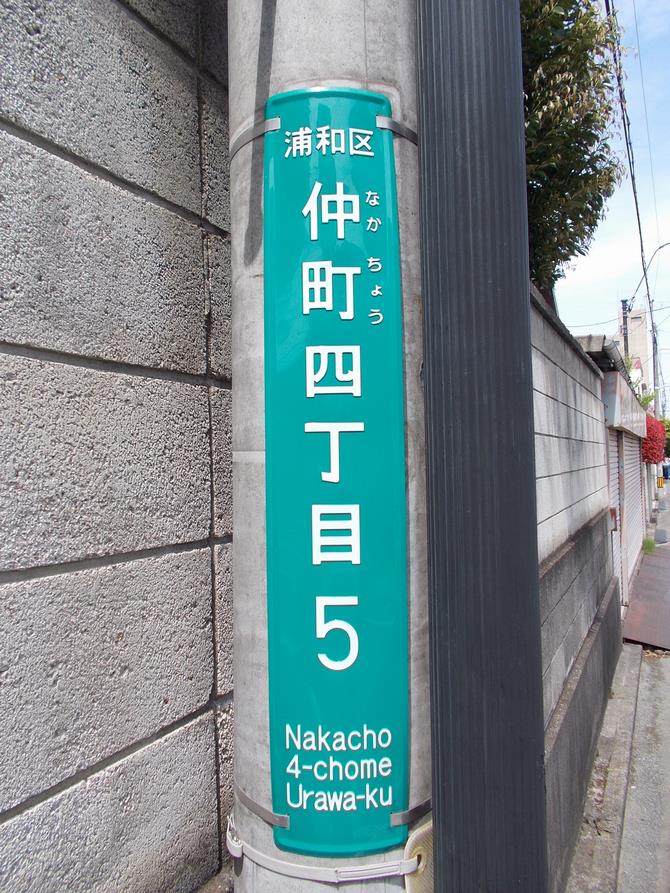 浦和区
仲町四丁目5
なかちょう
Nakacho
4-chome
Urawa-ku